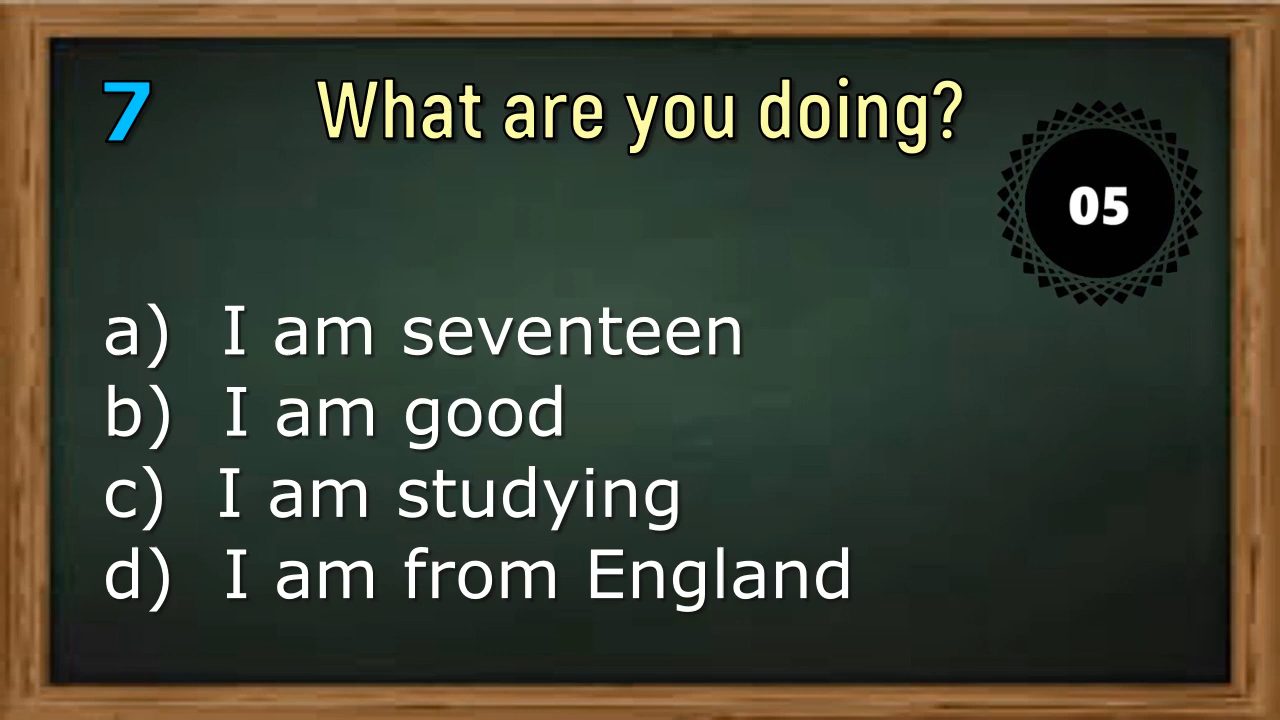 7 What are you doing?
05
a) I am seventeen
b) I am good
c) I am studying
d) I am from England